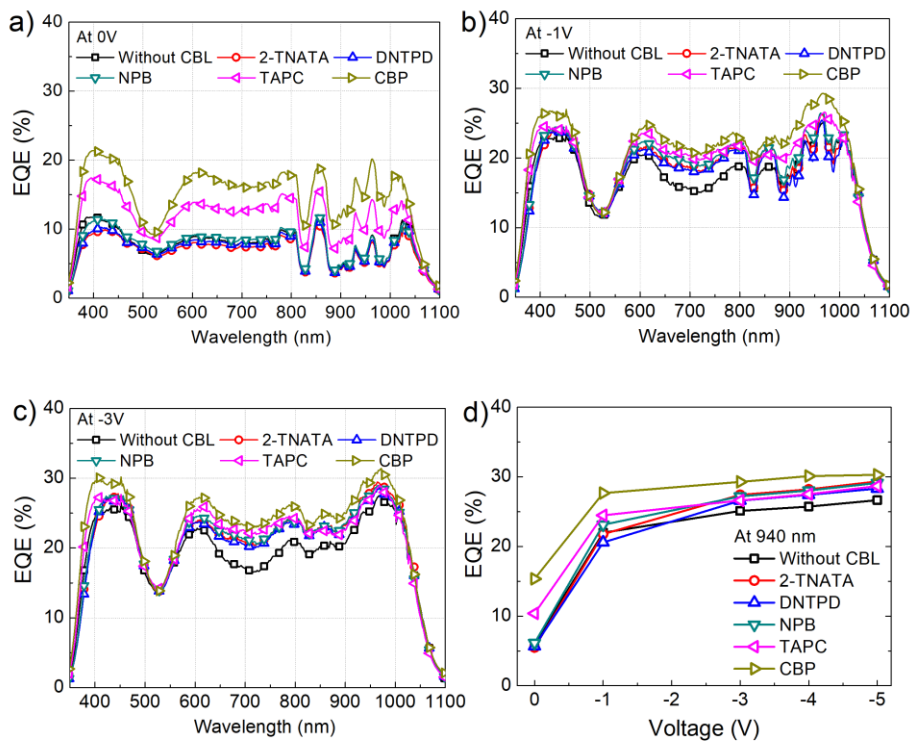 a)
At 0V
Without CBL 2-TNATA DNTPD
NPB TAPC CBP
EQE (%)
40
30
20
10
0
400 500 600 700 800 900 1000 1100
Wavelength (nm)
b)
At -1V
Without CBL 2-TNATA DNTPD
NPB TAPC CBP
EQE (%)
40
30
20
10
0
400 500 600 700 800 900 1000 1100
Wavelength (nm)
c)
At -3V
Without CBL 2-TNATA DNTPD
NPB TAPC CBP
EQE (%)
40
30
20
10
0
400 500 600 700 800 900 1000 1100
Wavelength (nm)
d)
EQE (%)
40
30
20
10
0
At 940 nm
Without CBL
2-TNATA
DNTPD
NPB
TAPC
CBP
0 -1 -2 -3 -4 -5
Voltage (V)